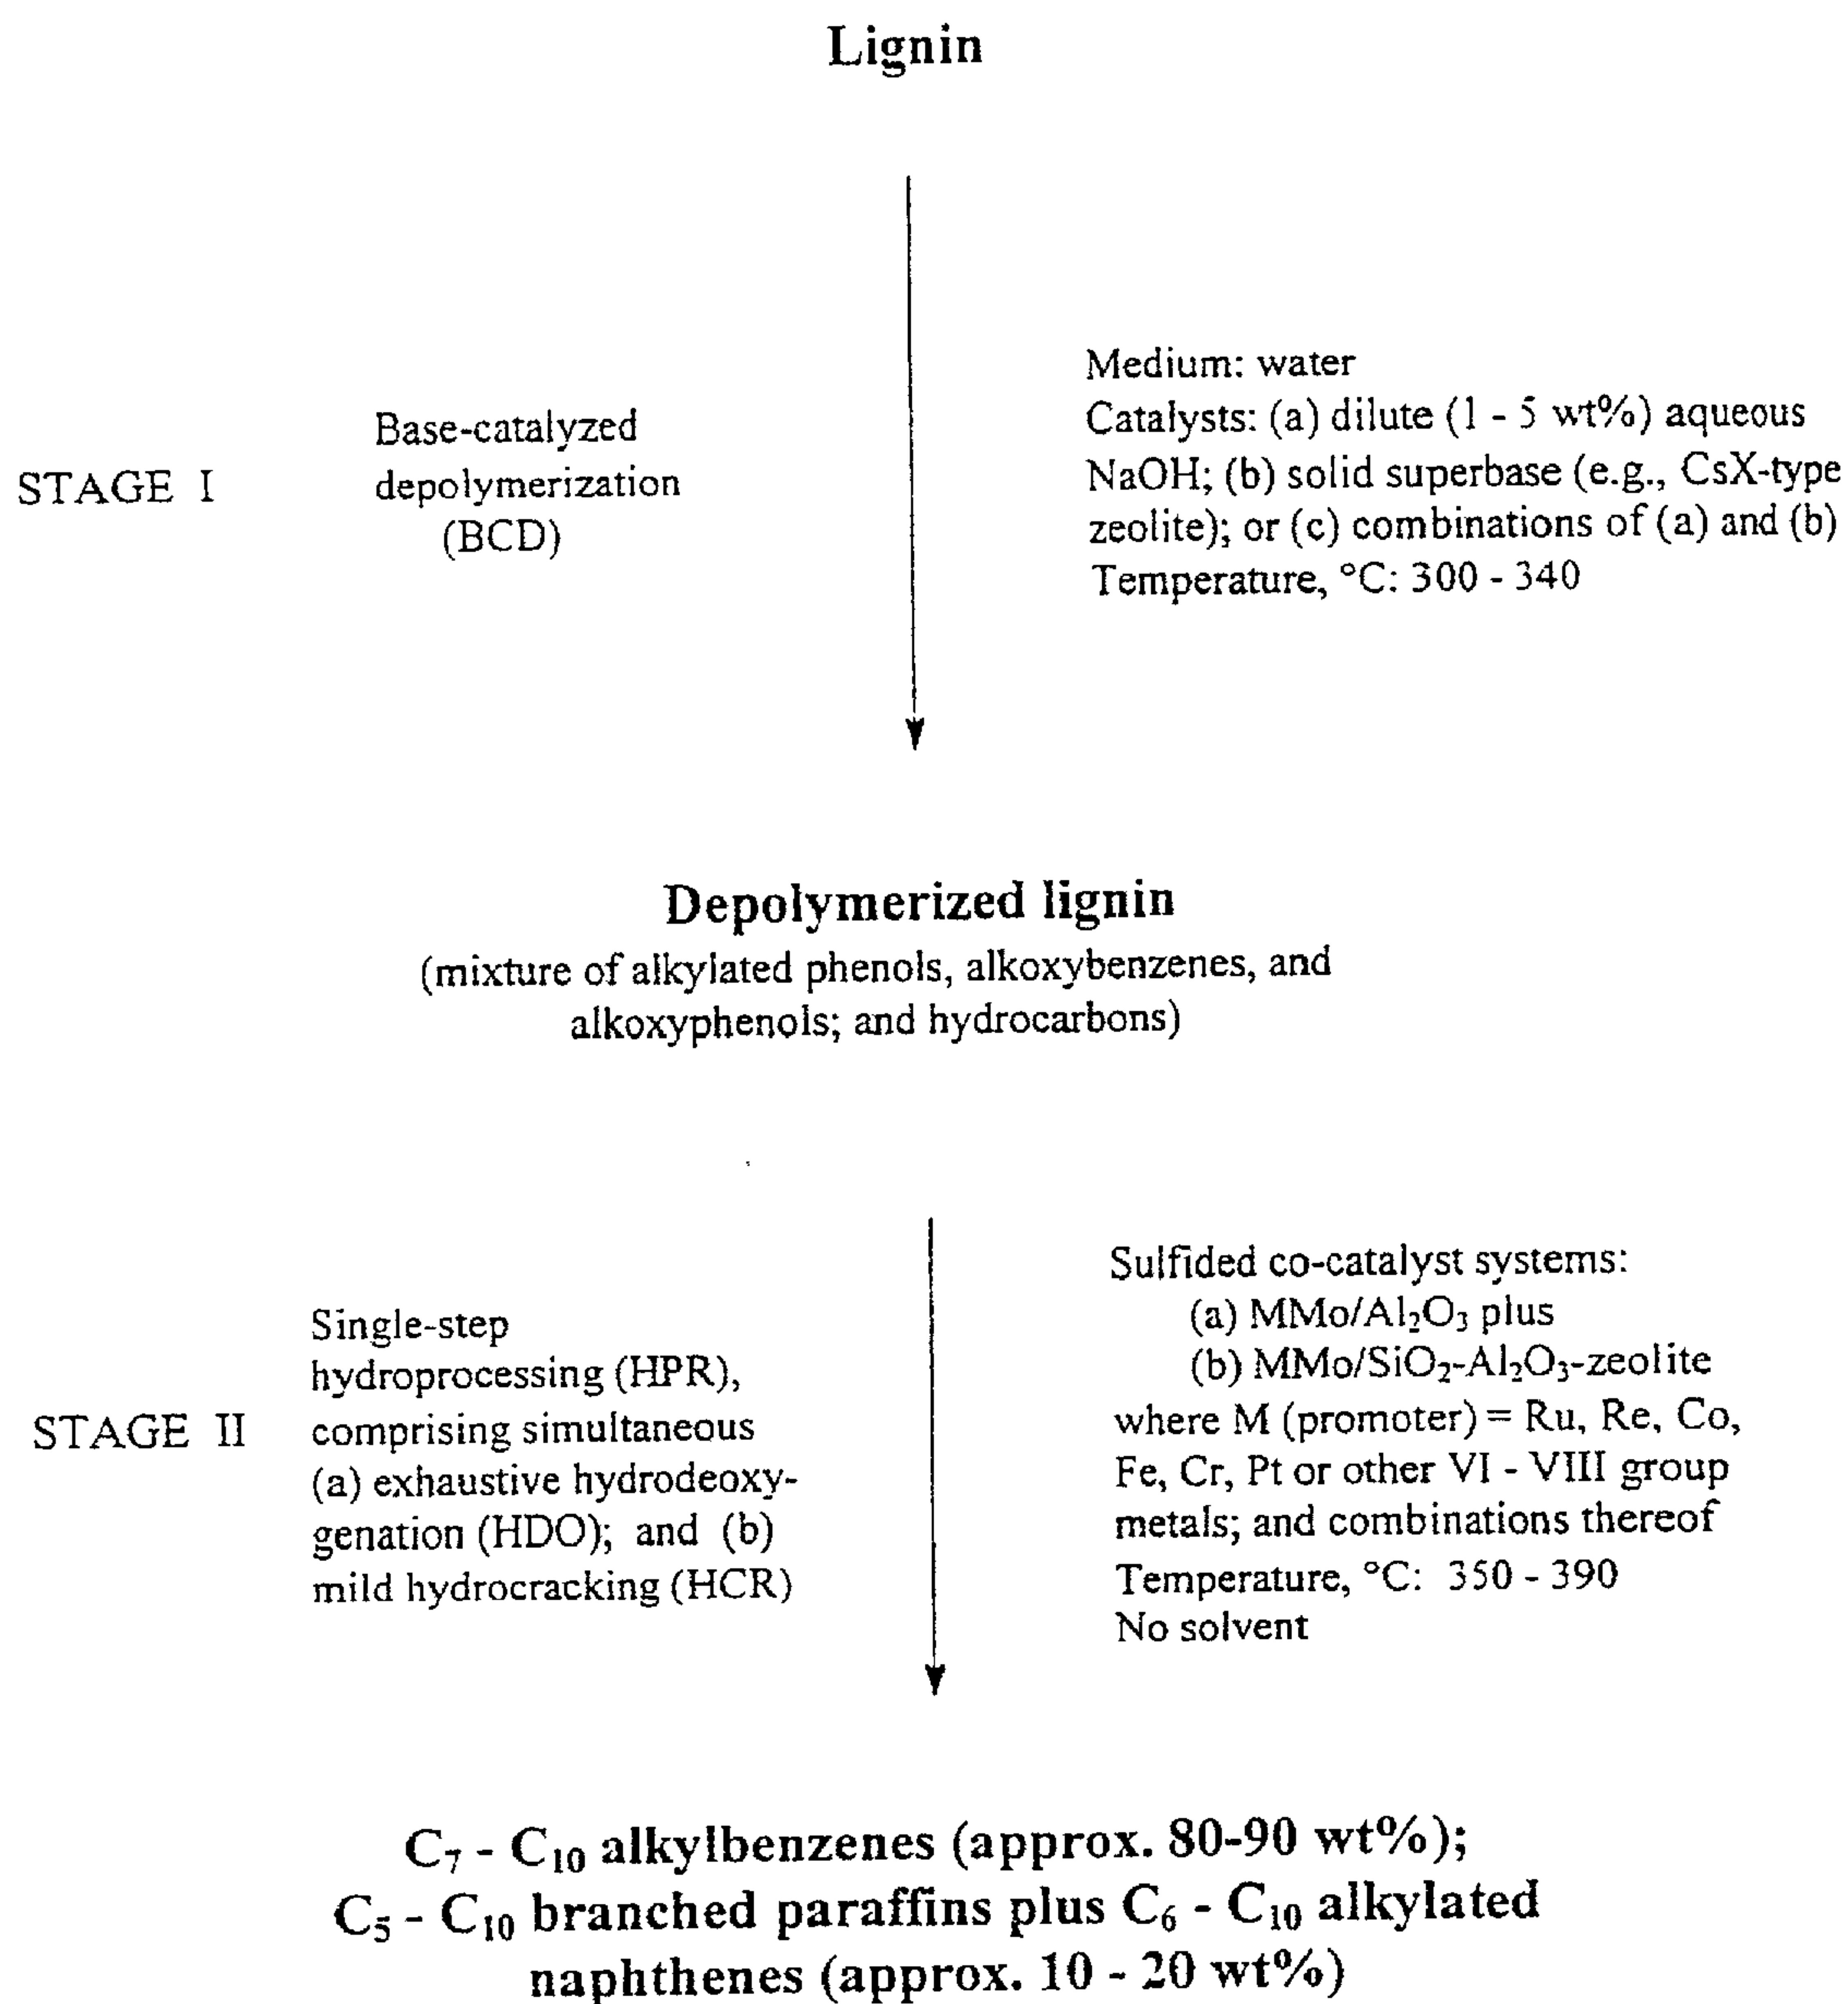 Lignin
STAGE I
Base-catalyzed
depolymerization
(BCD)
Medium: water
Catalysts: (a) dilute (1 - 5 wt%) aqueous
NaOH; (b) solid superbase (e.g., CsX-type
zeolite); or (c) combinations of (a) and (b)
Temperature, °C: 300 - 340
Depolymerized lignin
(mixture of alkylated phenols, alkoxybenzenes, and
alkoxyphenols; and hydrocarbons)
STAGE II
Single-step
hydroprocessing (HPR),
comprising simultaneous
(a) exhaustive hydrodeoxy-
genation (HDO); and (b)
mild hydrocracking (HCR)
Sulfided co-catalyst systems:
(a) MMo/Al₂O₃ plus
(b) MMo/SiO₂-Al₂O₃-zeolite
where M (promoter) = Ru, Re, Co,
Fe, Cr, Pt or other VI - VIII group
metals; and combinations thereof
Temperature, °C: 350 - 390
No solvent
C₇ - C₁₀ alkylbenzenes (approx. 80-90 wt%);
C₅ - C₁₀ branched paraffins plus C₆ - C₁₀ alkylated
naphthenes (approx. 10 - 20 wt%)